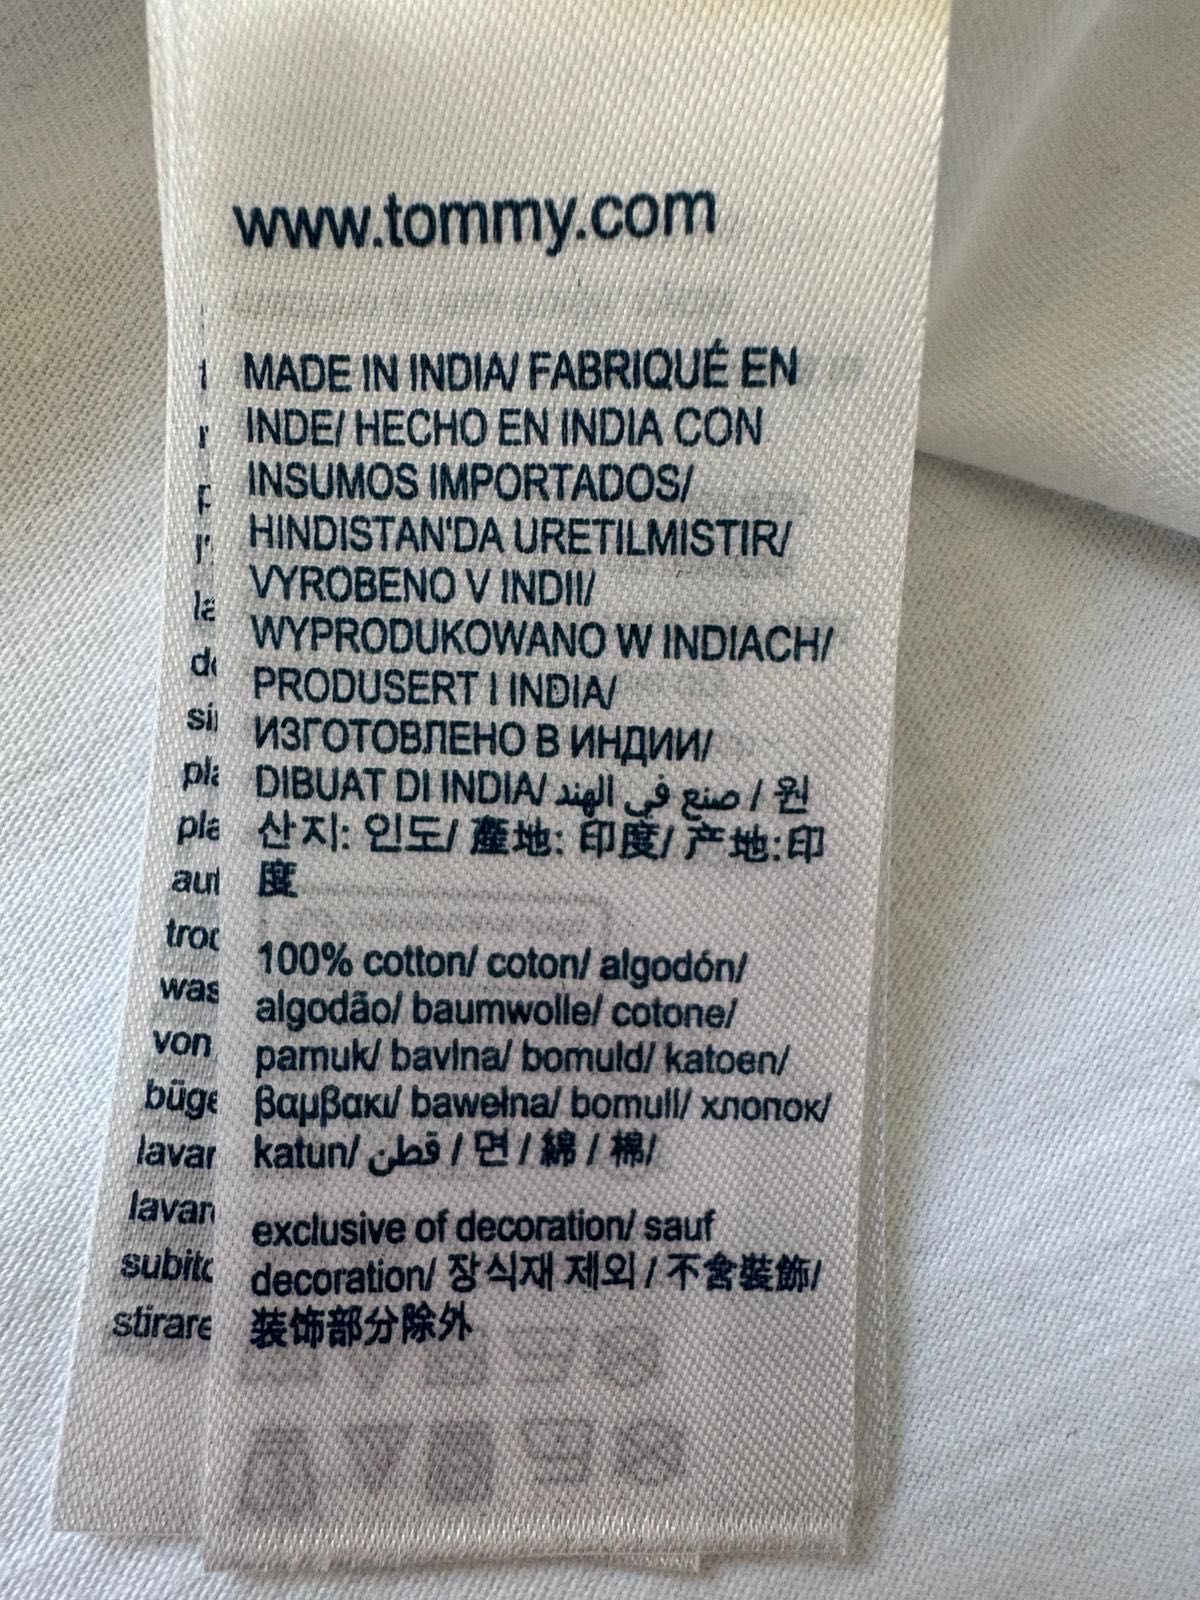 www.tommy.com
MADE IN INDIA/ FABRIQUÉ EN
INDE/ HECHO EN INDIA CON
INSUMOS IMPORTADOS/
HINDISTAN'DA URETILMISTIR/
VYROBENO V INDII/
WYPRODUKOWANO W INDIACH/
PRODUSERT I INDIA/
ИЗГОТОВЛЕНО В ИНДИИ/
DIBUAT DI INDIA/ صنع في الهند / 원
산지: 인도/ 產地: 印度/ 产地:印
度
100% cotton/ coton/ algodón/
algodão/ baumwolle/ cotone/
pamuk/ bavlna/ bomuld/ katoen/
βαμβακι/ bawełna/ bomull/ хлопок/
katun/ قطن / 면 / 綿 / 棉/
exclusive of decoration/ sauf
decoration/ 장식재 제외 / 不含裝飾/
装饰部分除外
lavar
stirare